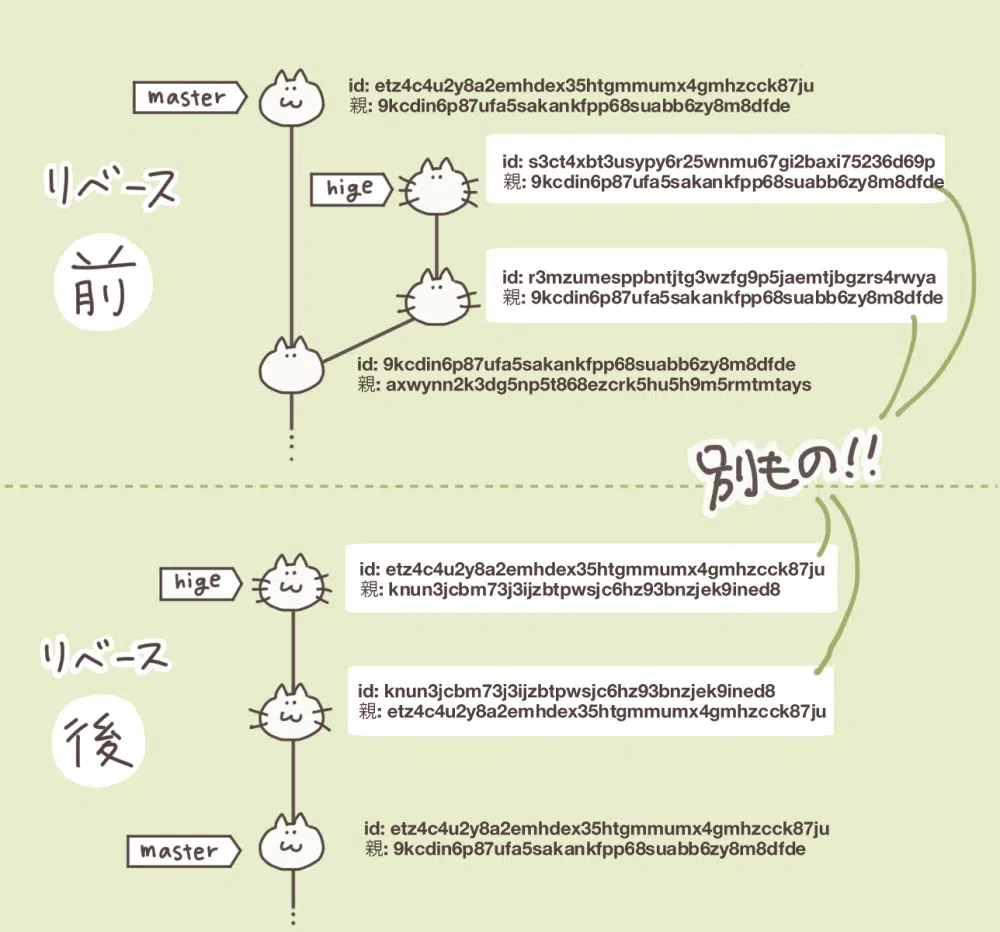 master
id: etz4c4u2y8a2emhdex35htgmmumx4gmhzcck87ju
親: 9kcdin6p87ufa5sakankfpp68suabb6zy8m8dfde
リベース
前
hige
id: s3ct4xbt3usypy6r25wnmu67gi2baxi75236d69p
親: 9kcdin6p87ufa5sakankfpp68suabb6zy8m8dfde
id: r3mzumesppbntjtg3wzfg9p5jaemtjbgzrs4rwya
親: 9kcdin6p87ufa5sakankfpp68suabb6zy8m8dfde
id: 9kcdin6p87ufa5sakankfpp68suabb6zy8m8dfde
親: axwynn2k3dg5np5t868ezcrk5hu5h9m5rmtmtays
別もの!!
hige
id: etz4c4u2y8a2emhdex35htgmmumx4gmhzcck87ju
親: knun3jcbm73j3ijzbtpwsjc6hz93bnzjek9ined8
リベース
後
id: knun3jcbm73j3ijzbtpwsjc6hz93bnzjek9ined8
親: etz4c4u2y8a2emhdex35htgmmumx4gmhzcck87ju
master
id: etz4c4u2y8a2emhdex35htgmmumx4gmhzcck87ju
親: 9kcdin6p87ufa5sakankfpp68suabb6zy8m8dfde